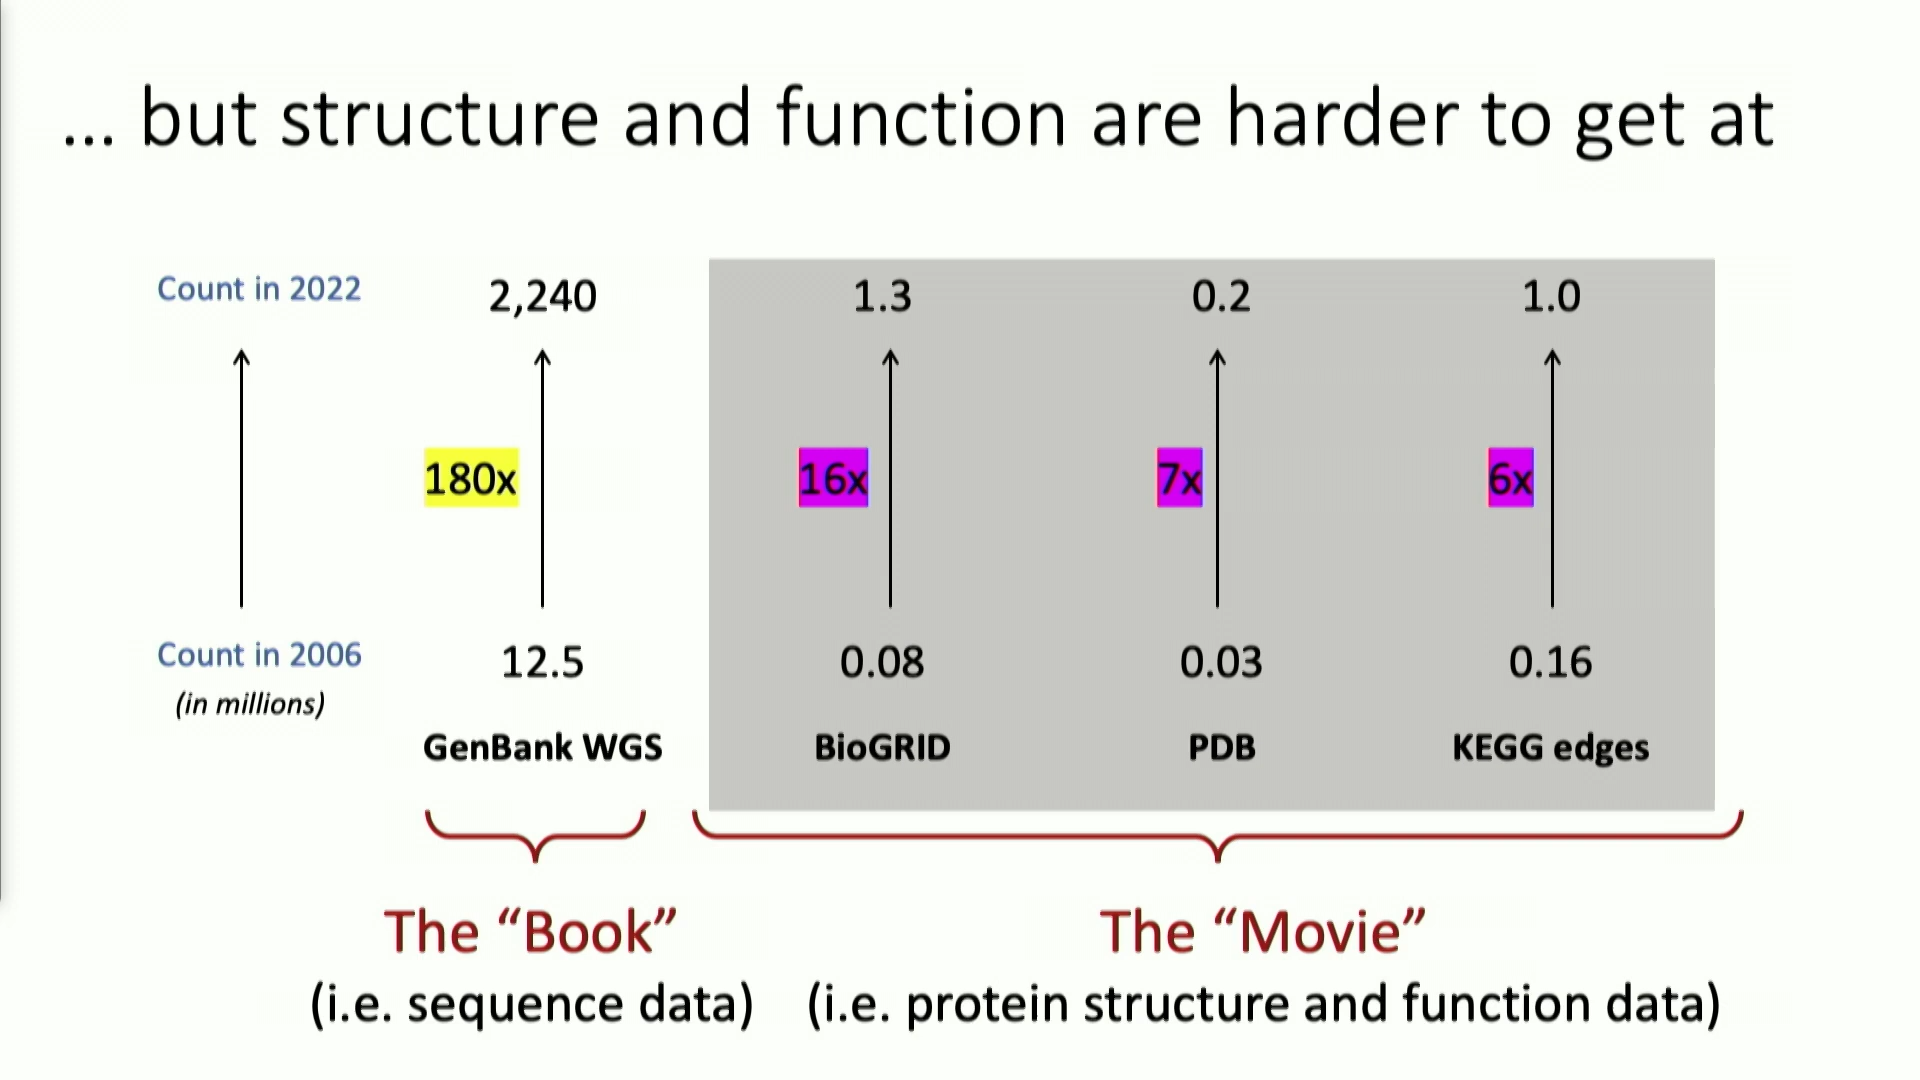 ... but structure and function are harder to get at
Count in 2022 2,240 1.3 0.2 1.0
180x 16x 7x 6x
Count in 2006 12.5 0.08 0.03 0.16
(in millions)
GenBank WGS BioGRID PDB KEGG edges
The “Book” The “Movie”
(i.e. sequence data) (i.e. protein structure and function data)